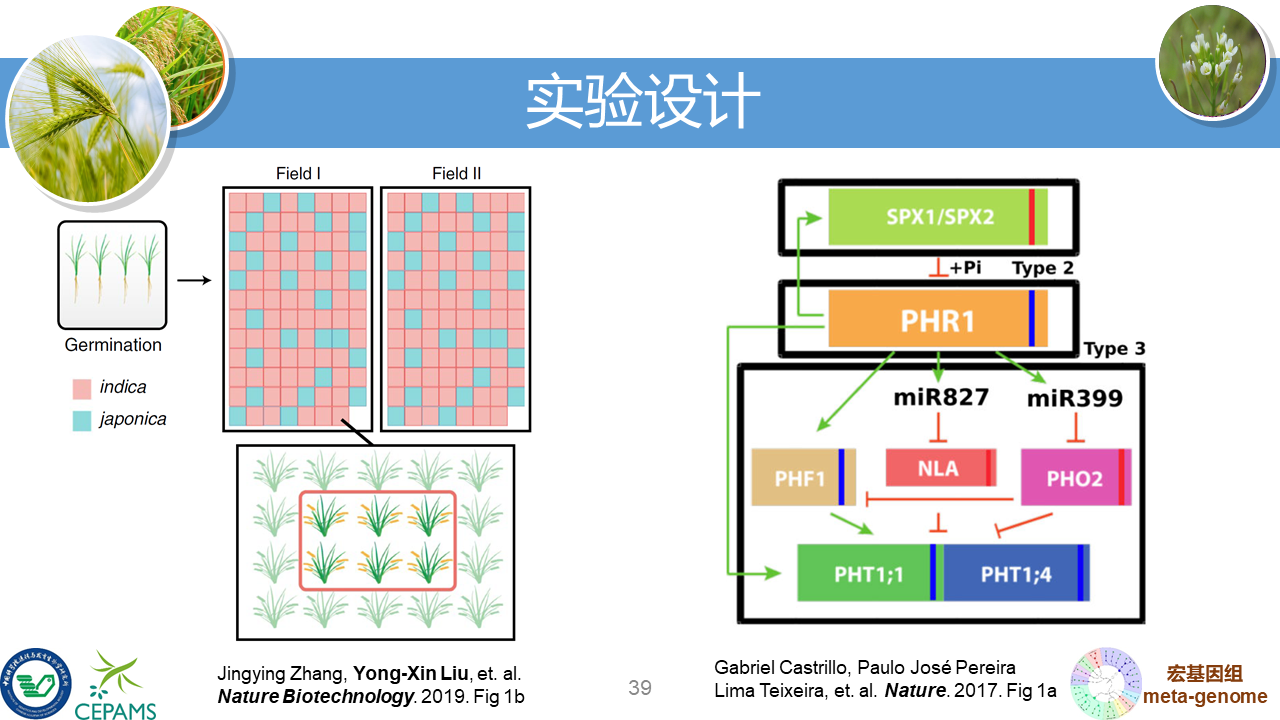 实验设计
Field I
Field II
Germination
indica
japonica
SPX1/SPX2
+Pi
Type 2
PHR1
Type 3
miR827
miR399
PHF1
NLA
PHO2
PHT1;1
PHT1;4
Jingying Zhang, Yong-Xin Liu, et. al.
Nature Biotechnology. 2019. Fig 1b
39
Gabriel Castrillo, Paulo José Pereira
Lima Teixeira, et. al. Nature. 2017. Fig 1a
CEPAMS
宏基因组
meta-genome